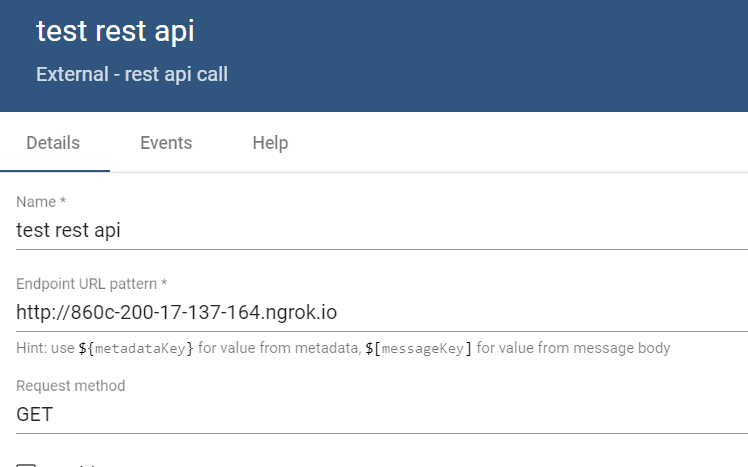 test rest api
External - rest api call
Details Events Help
Name *
test rest api
Endpoint URL pattern *
http://860c-200-17-137-164.ngrok.io
Hint: use ${metadataKey} for value from metadata, $[messageKey] for value from message body
Request method
GET